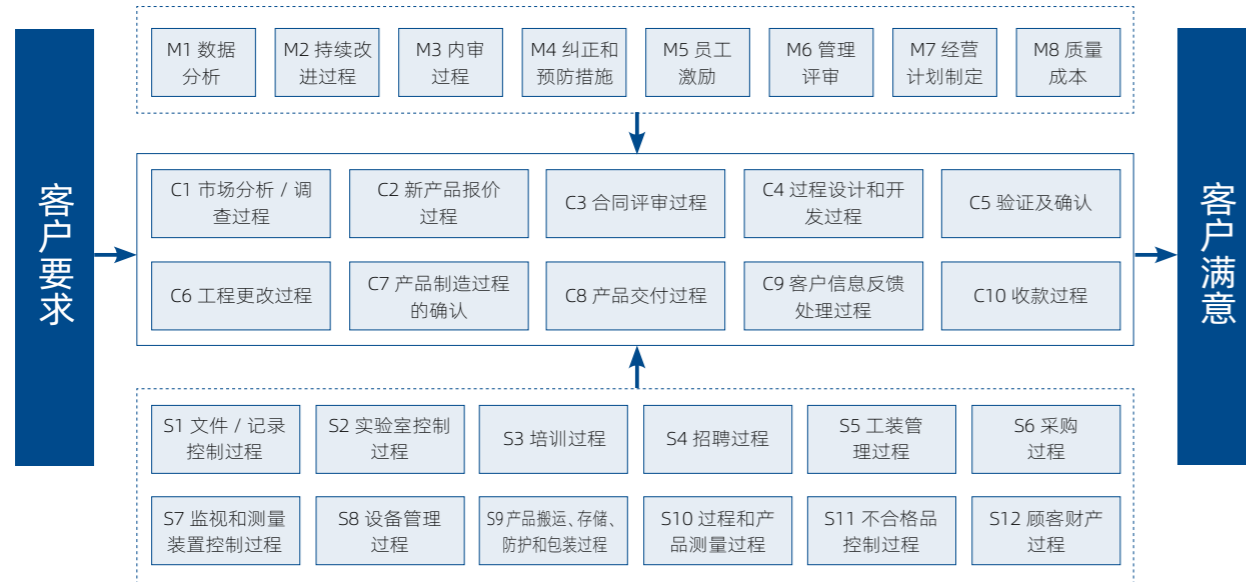 客户要求
M1 数据
分析
M2 持续改
进过程
M3 内审
过程
M4 纠正和
预防措施
M5 员工
激励
M6 管理
评审
M7 经营
计划制定
M8 质量
成本
C1 市场分析 / 调
查过程
C2 新产品报价
过程
C3 合同评审过程
C4 过程设计和开
发过程
C5 验证及确认
C6 工程更改过程
C7 产品制造过程
的确认
C8 产品交付过程
C9 客户信息反馈
处理过程
C10 收款过程
S1 文件 / 记录
控制过程
S2 实验室控制
过程
S3 培训过程
S4 招聘过程
S5 工装管
理过程
S6 采购
过程
S7 监视和测量
装置控制过程
S8 设备管理
过程
S9 产品搬运、存储、
防护和包装过程
S10 过程和产
品测量过程
S11 不合格品
控制过程
S12 顾客财产
过程
客户满意